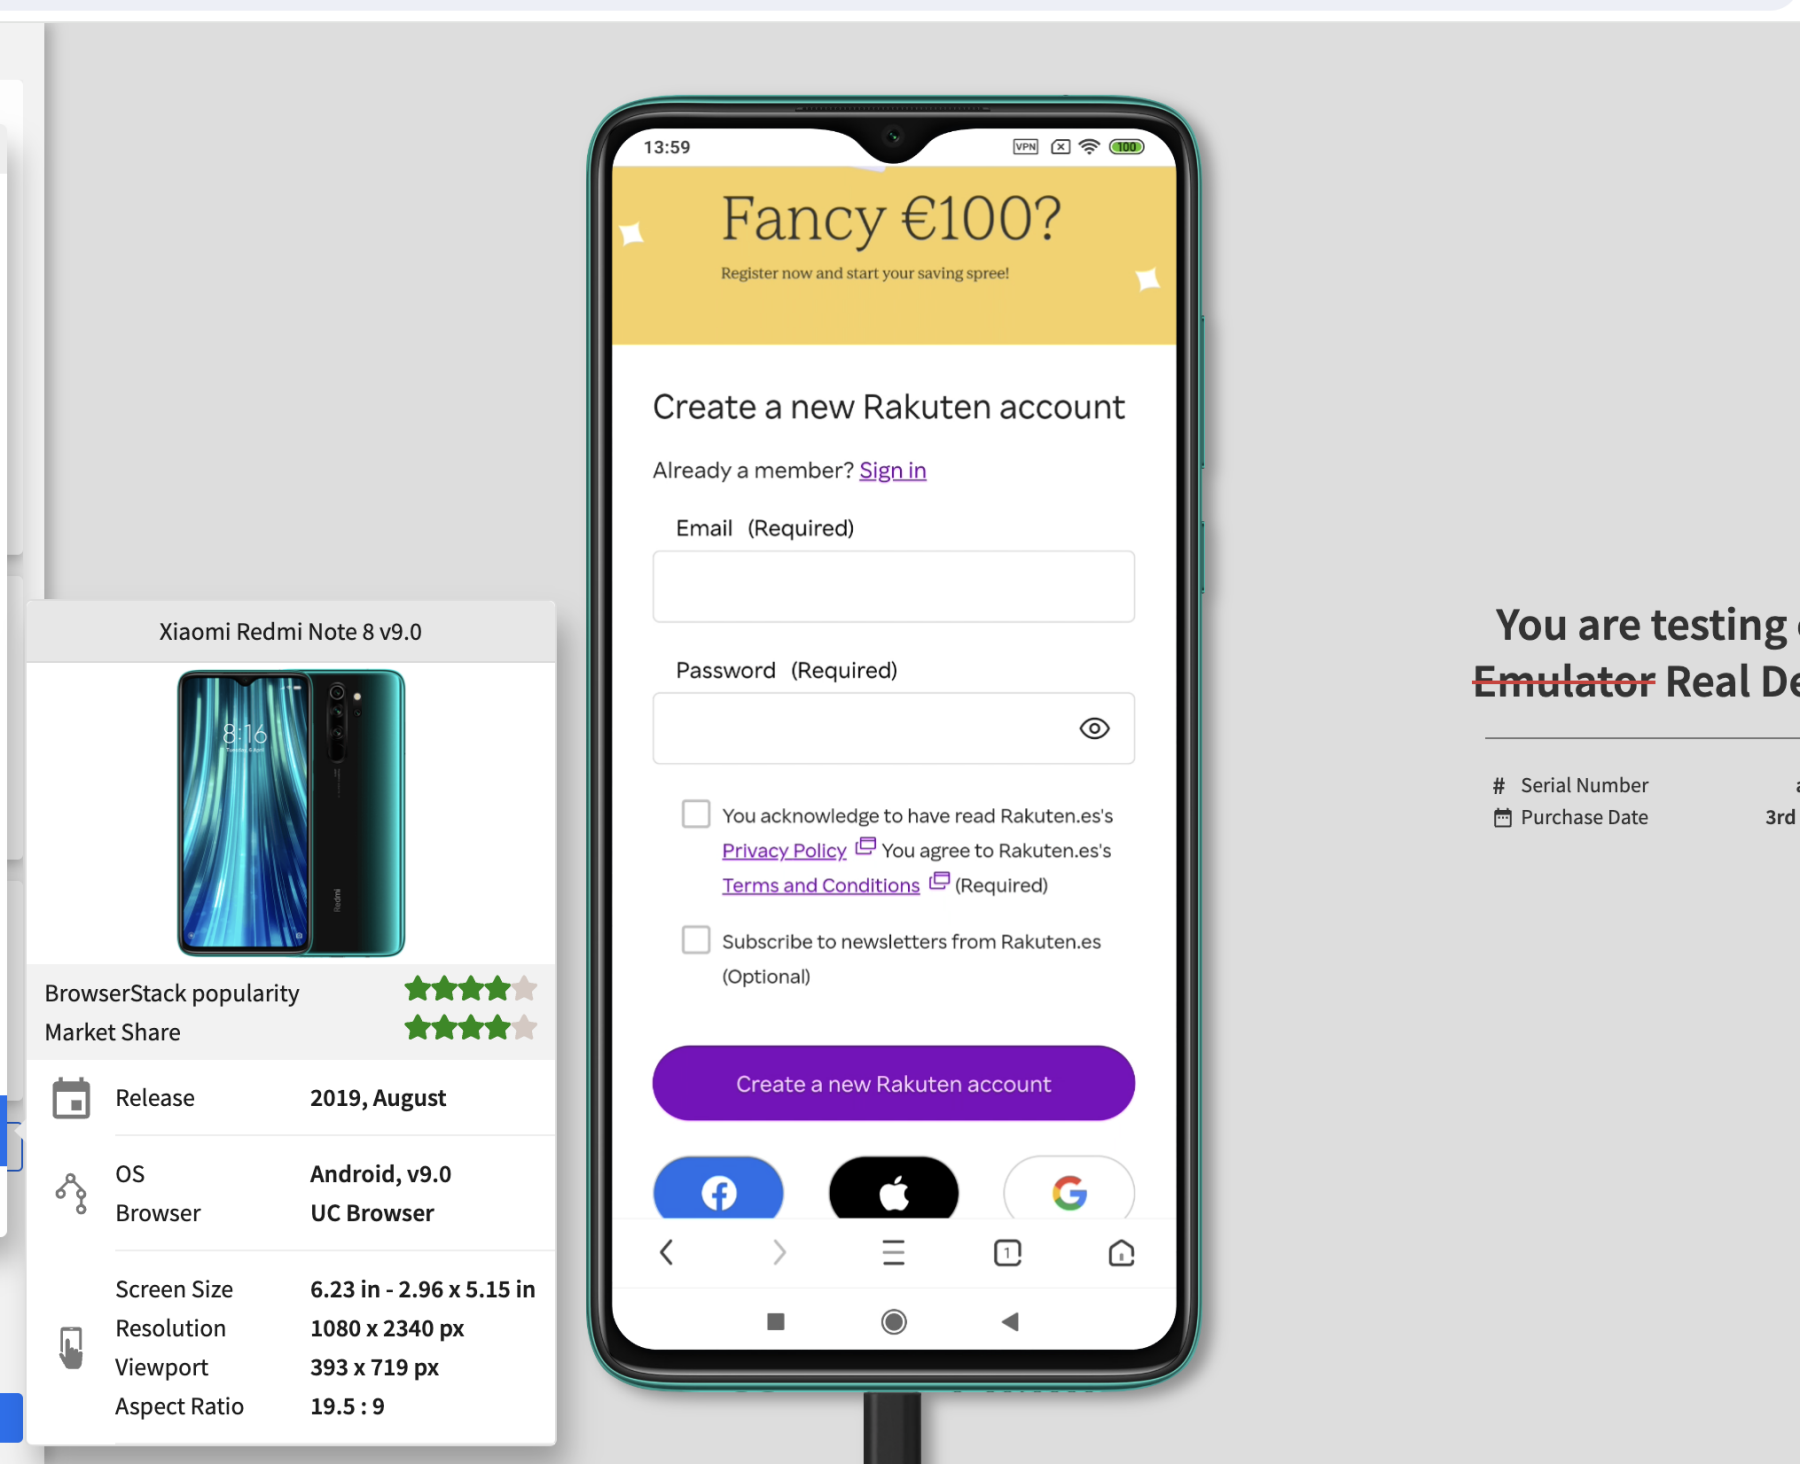 13:59
VPN
100
Fancy €100?
Register now and start your saving spree!
Create a new Rakuten account
Already a member? Sign in
Email (Required)
Password (Required)
You acknowledge to have read Rakuten.es's
Privacy Policy You agree to Rakuten.es's
Terms and Conditions (Required)
Subscribe to newsletters from Rakuten.es
(Optional)
Create a new Rakuten account
1
Xiaomi Redmi Note 8 v9.0
8:16
Redmi
BrowserStack popularity
Market Share
Release 2019, August
OS Android, v9.0
Browser UC Browser
Screen Size 6.23 in - 2.96 x 5.15 in
Resolution 1080 x 2340 px
Viewport 393 x 719 px
Aspect Ratio 19.5 : 9
You are testing
Emulator Real De
# Serial Number a
Purchase Date 3rd